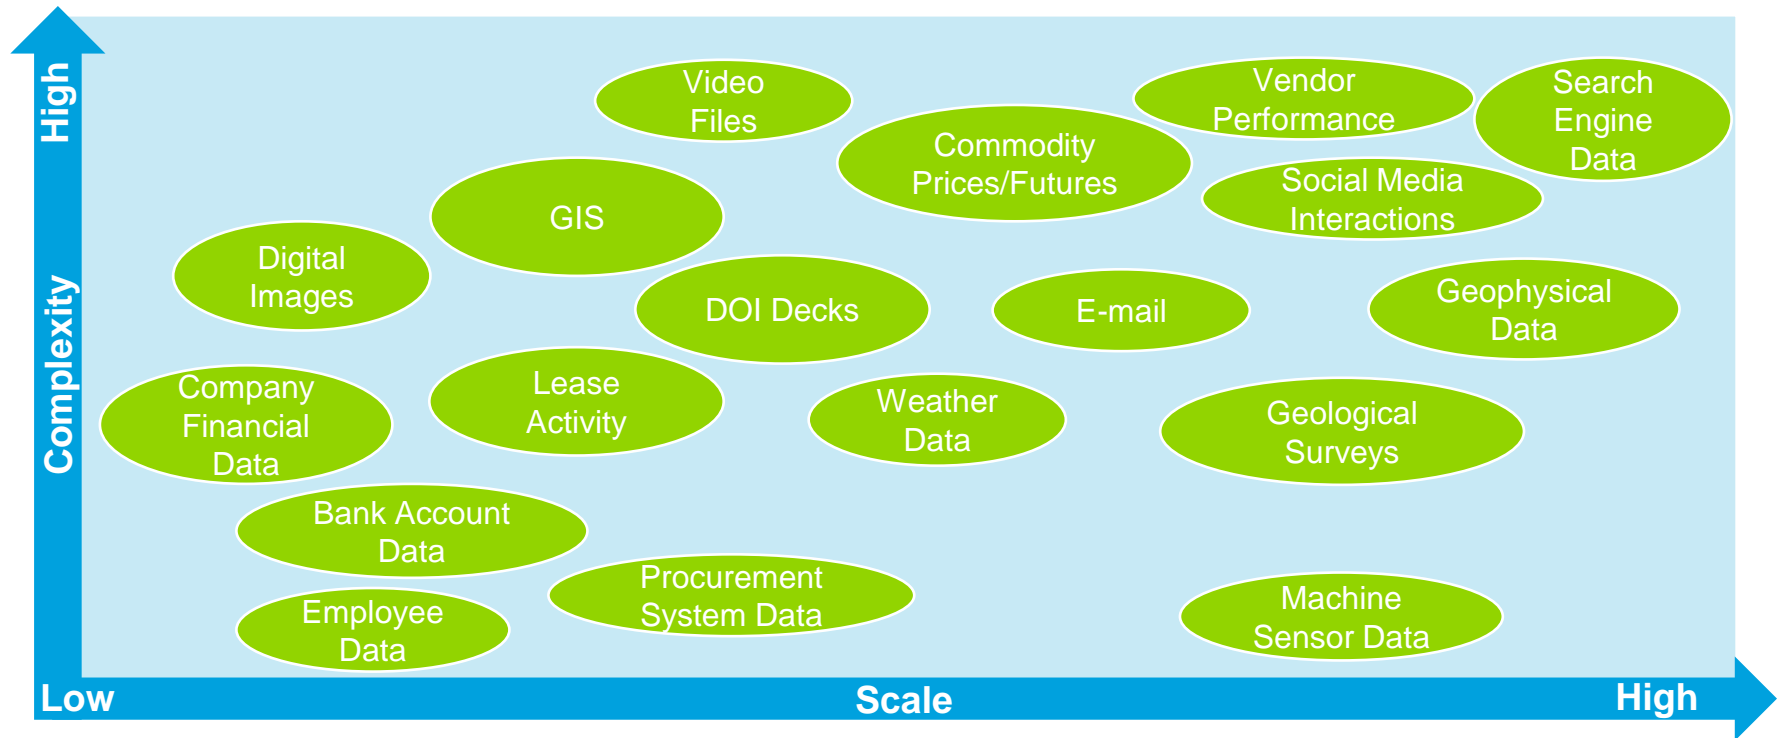 High
Complexity
Low
Scale
High
Video
Files
Vendor
Performance
Search
Engine
Data
Commodity
Prices/Futures
Social Media
Interactions
GIS
Digital
Images
DOI Decks
E-mail
Geophysical
Data
Company
Financial
Data
Lease
Activity
Weather
Data
Geological
Surveys
Bank Account
Data
Procurement
System Data
Employee
Data
Machine
Sensor Data